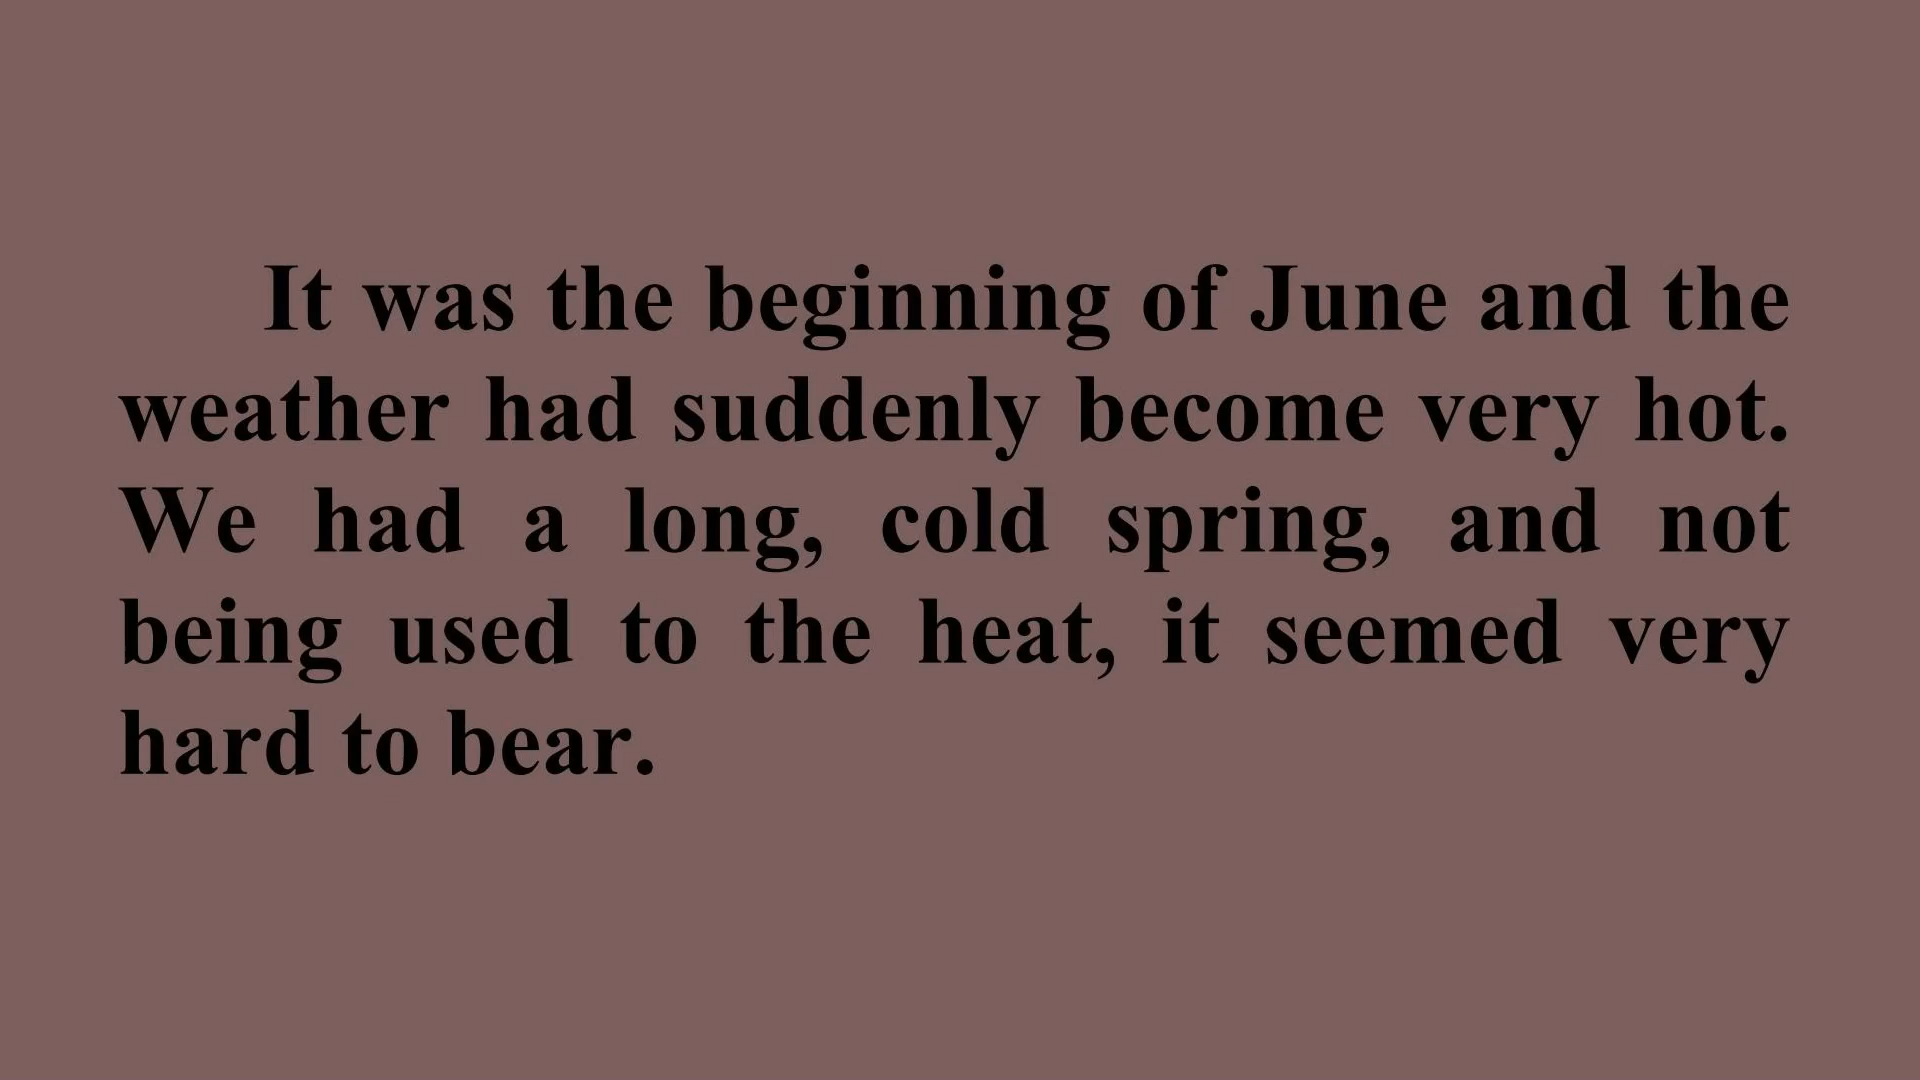 It was the beginning of June and the
weather had suddenly become very hot.
We had a long, cold spring, and not
being used to the heat, it seemed very
hard to bear.